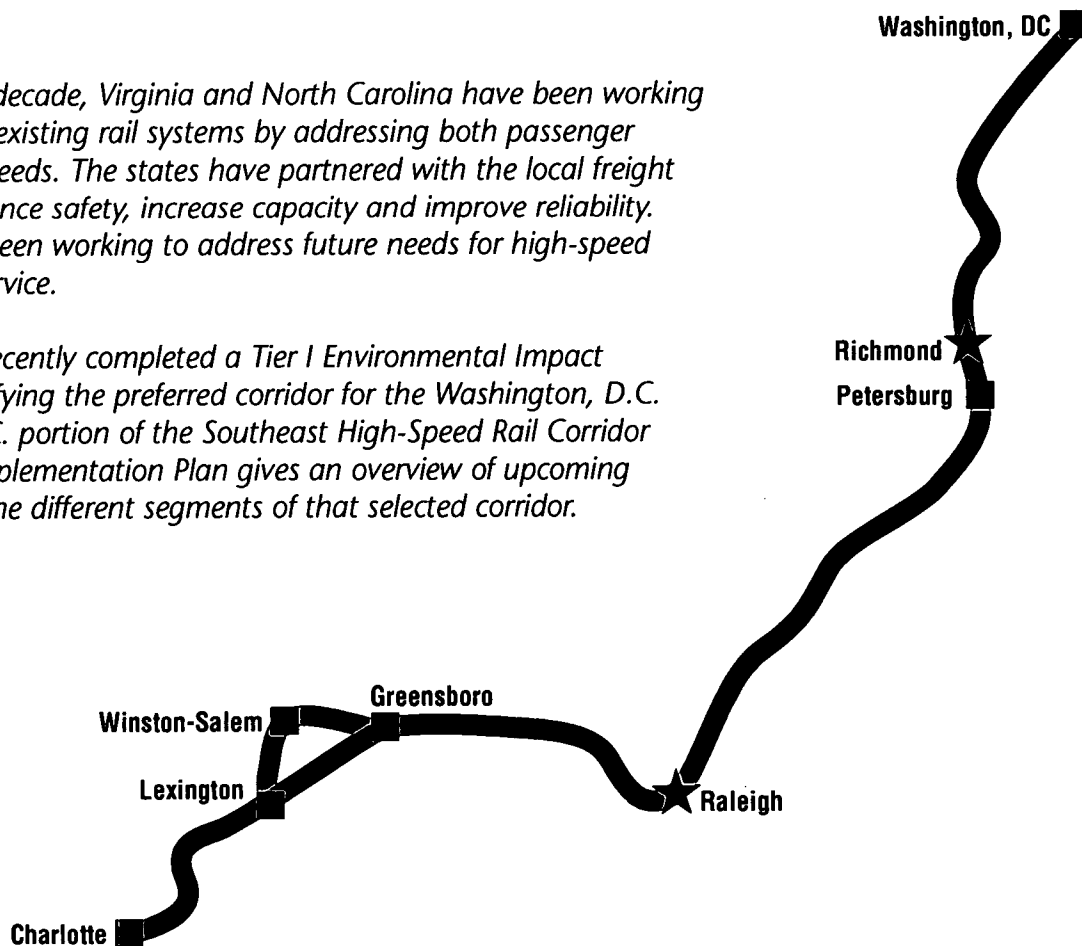 Washington, DC
decade, Virginia and North Carolina have been working
existing rail systems by addressing both passenger
eeds. The states have partnered with the local freight
nce safety, increase capacity and improve reliability.
een working to address future needs for high-speed
rvice.
ecently completed a Tier I Environmental Impact
fying the preferred corridor for the Washington, D.C.
C. portion of the Southeast High-Speed Rail Corridor
plementation Plan gives an overview of upcoming
he different segments of that selected corridor.
Richmond
Petersburg
Greensboro
Winston-Salem
Lexington
Raleigh
Charlotte